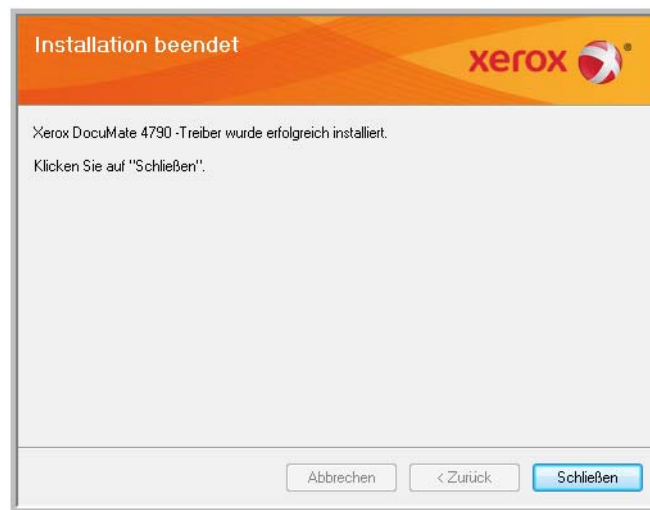 Installation beendet
xerox
Xerox DocuMate 4790 -Treiber wurde erfolgreich installiert.
Klicken Sie auf "Schließen".
Abbrechen
< Zurück
Schließen